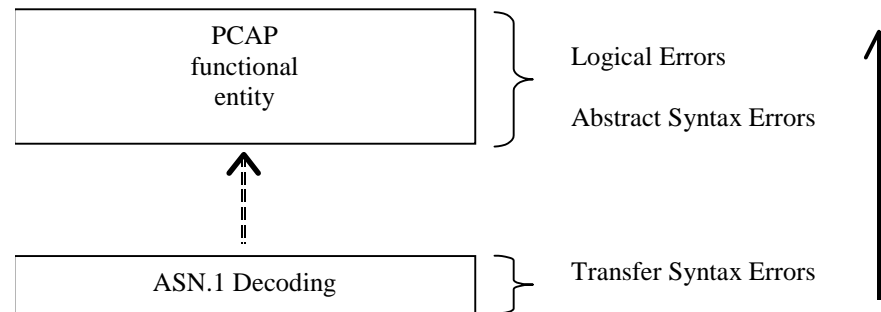 PCAP
functional
entity
Logical Errors
Abstract Syntax Errors
ASN.1 Decoding
Transfer Syntax Errors